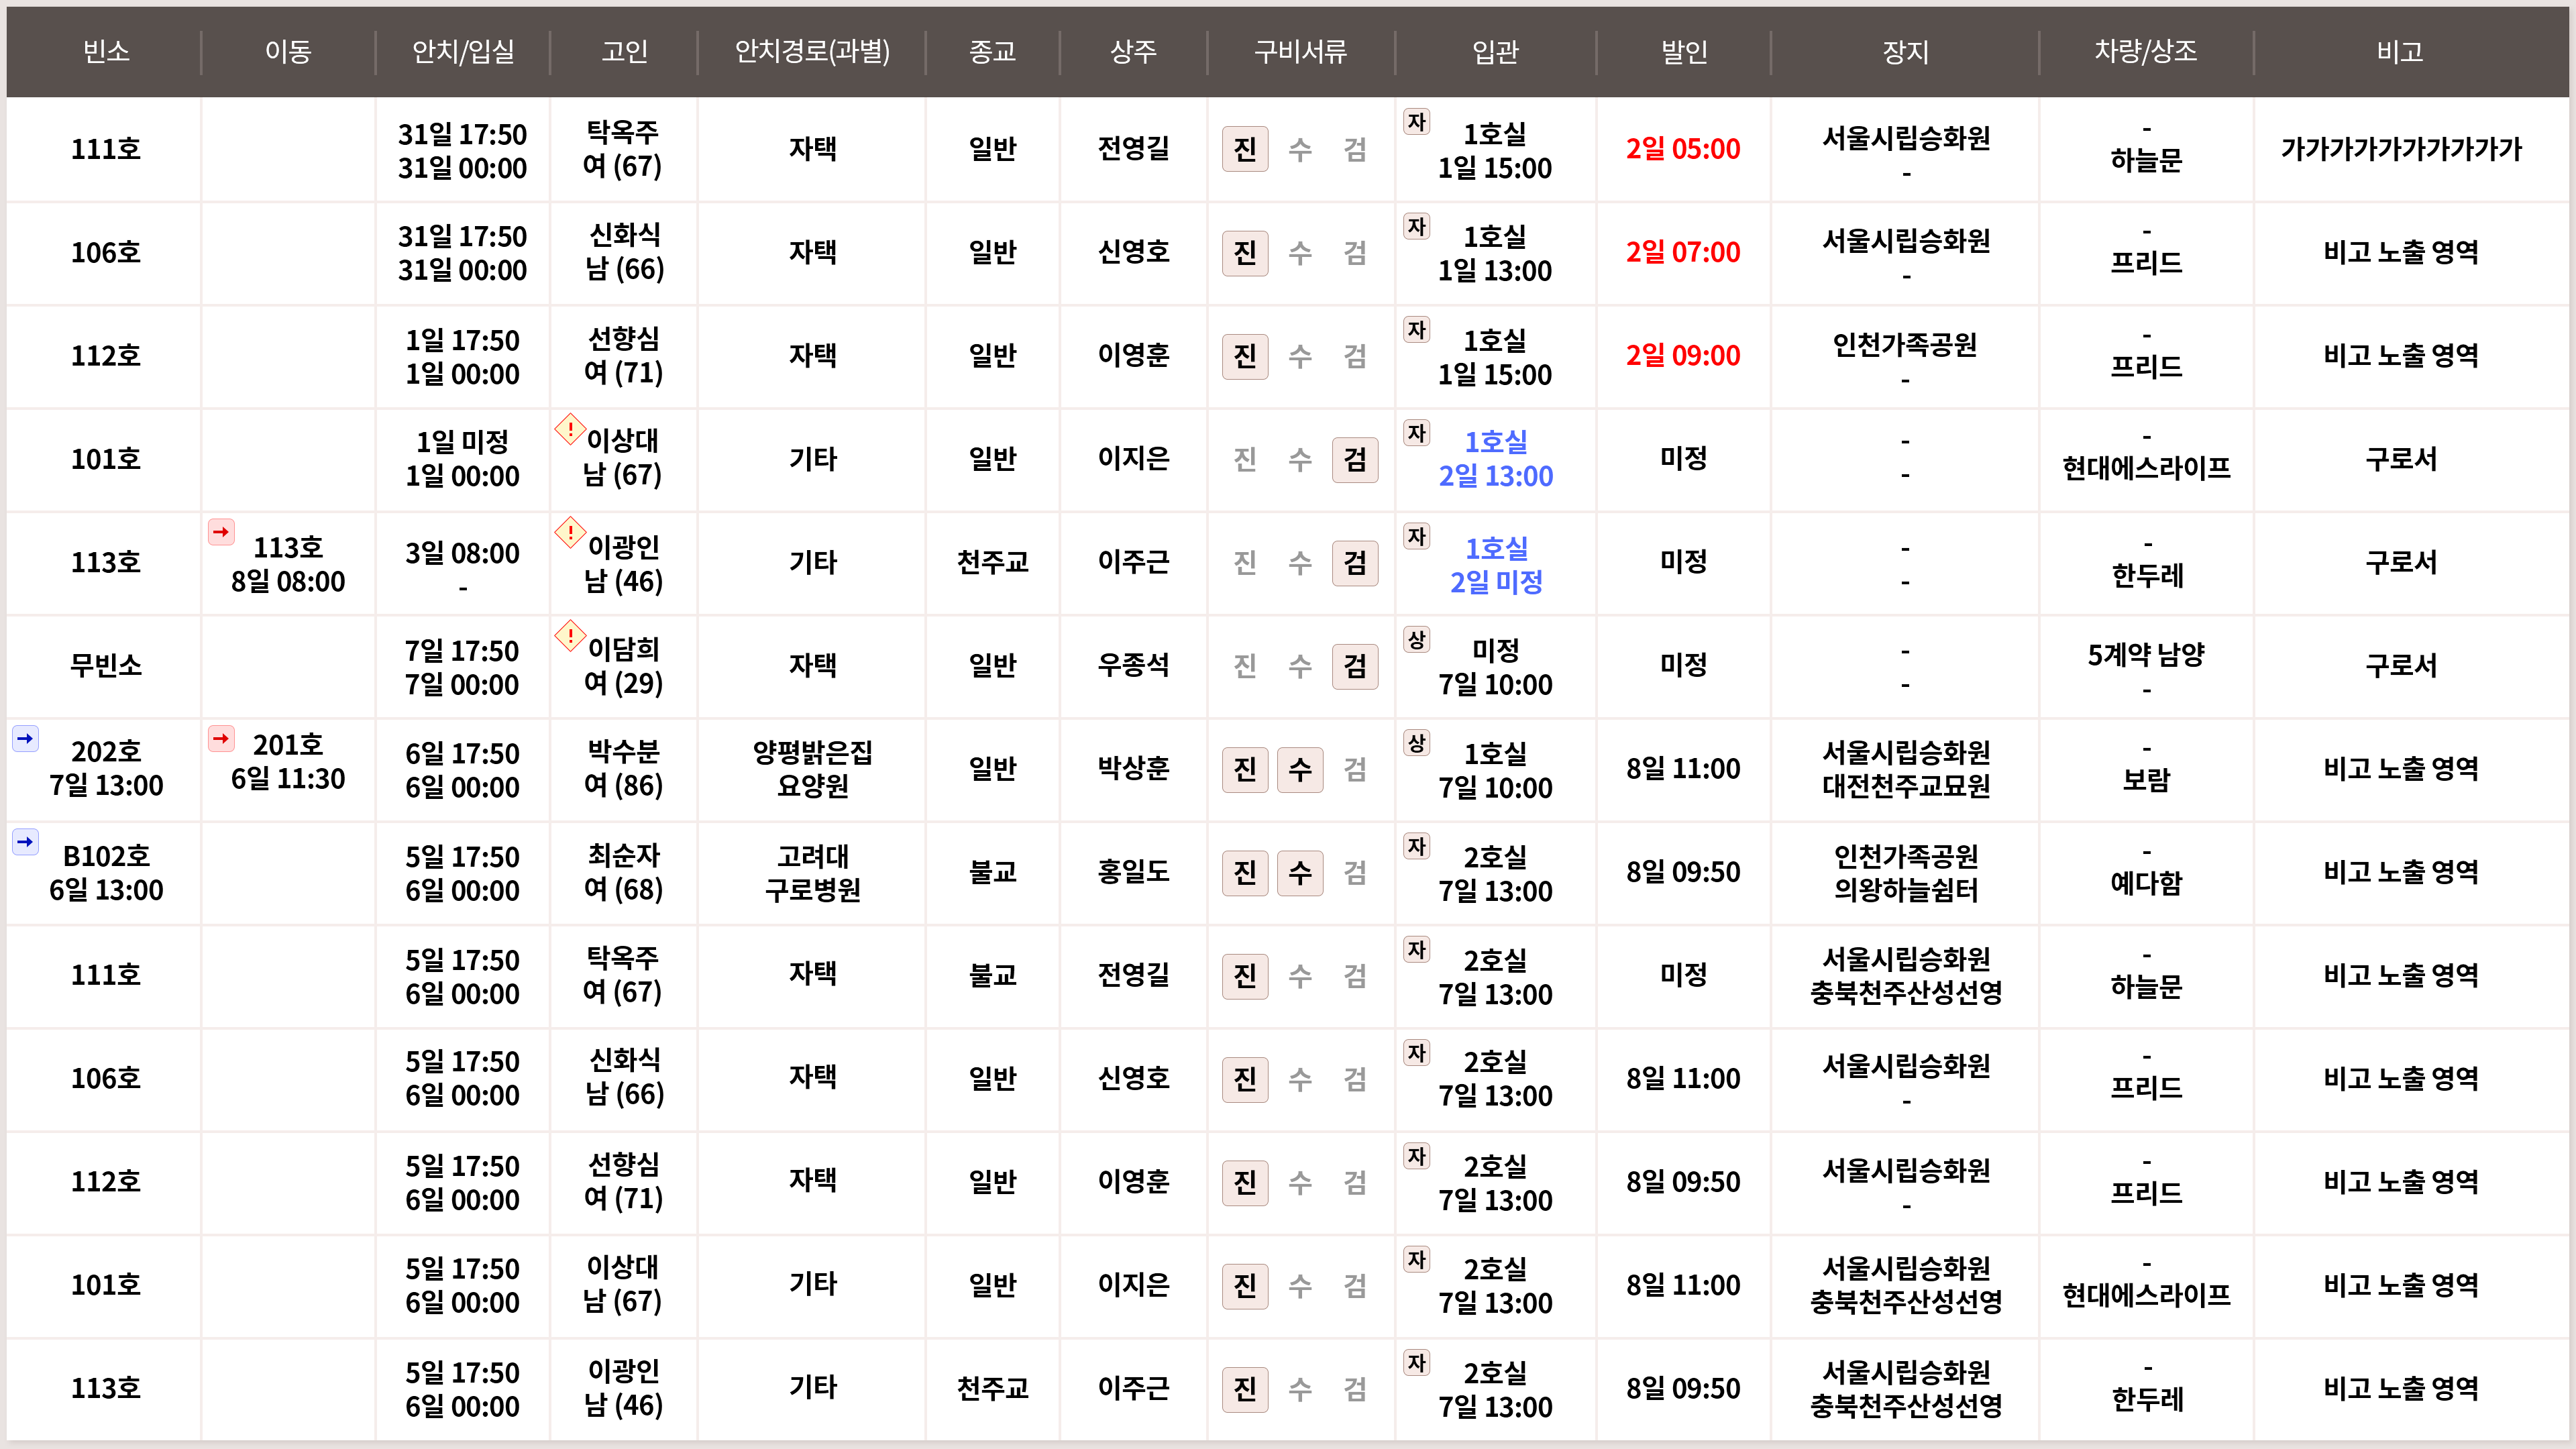 빈소 이동 안치/입실 고인 안치경로(과별) 종교 상주 구비서류 입관 발인 장지 차량/상조 비고
111호
31일 17:50
31일 00:00
탁옥주
여 (67)
자택
일반
전영길
진 수 검
자
1호실
1일 15:00
2일 05:00
서울시립승화원
-
-
하늘문
가가가가가가가가가가
106호
31일 17:50
31일 00:00
신화식
남 (66)
자택
일반
신영호
진 수 검
자
1호실
1일 13:00
2일 07:00
서울시립승화원
-
-
프리드
비고 노출 영역
112호
1일 17:50
1일 00:00
선향심
여 (71)
자택
일반
이영훈
진 수 검
자
1호실
1일 15:00
2일 09:00
인천가족공원
-
-
프리드
비고 노출 영역
101호
1일 미정
1일 00:00
!
이상대
남 (67)
기타
일반
이지은
진 수 검
자
1호실
2일 13:00
미정
-
-
-
현대에스라이프
구로서
113호
→
113호
8일 08:00
3일 08:00
-
!
이광인
남 (46)
기타
천주교
이주근
진 수 검
자
1호실
2일 미정
미정
-
-
-
한두레
구로서
무빈소
7일 17:50
7일 00:00
!
이담희
여 (29)
자택
일반
우종석
진 수 검
상
미정
7일 10:00
미정
-
-
5계약 남양
-
구로서
→
202호
7일 13:00
→
201호
6일 11:30
6일 17:50
6일 00:00
박수분
여 (86)
양평밝은집
요양원
일반
박상훈
진 수 검
상
1호실
7일 10:00
8일 11:00
서울시립승화원
대전천주교묘원
-
보람
비고 노출 영역
→
B102호
6일 13:00
5일 17:50
6일 00:00
최순자
여 (68)
고려대
구로병원
불교
홍일도
진 수 검
자
2호실
7일 13:00
8일 09:50
인천가족공원
의왕하늘쉼터
-
예다함
비고 노출 영역
111호
5일 17:50
6일 00:00
탁옥주
여 (67)
자택
불교
전영길
진 수 검
자
2호실
7일 13:00
미정
서울시립승화원
충북천주산성선영
-
하늘문
비고 노출 영역
106호
5일 17:50
6일 00:00
신화식
남 (66)
자택
일반
신영호
진 수 검
자
2호실
7일 13:00
8일 11:00
서울시립승화원
-
-
프리드
비고 노출 영역
112호
5일 17:50
6일 00:00
선향심
여 (71)
자택
일반
이영훈
진 수 검
자
2호실
7일 13:00
8일 09:50
서울시립승화원
-
-
프리드
비고 노출 영역
101호
5일 17:50
6일 00:00
이상대
남 (67)
기타
일반
이지은
진 수 검
자
2호실
7일 13:00
8일 11:00
서울시립승화원
충북천주산성선영
-
현대에스라이프
비고 노출 영역
113호
5일 17:50
6일 00:00
이광인
남 (46)
기타
천주교
이주근
진 수 검
자
2호실
7일 13:00
8일 09:50
서울시립승화원
충북천주산성선영
-
한두레
비고 노출 영역